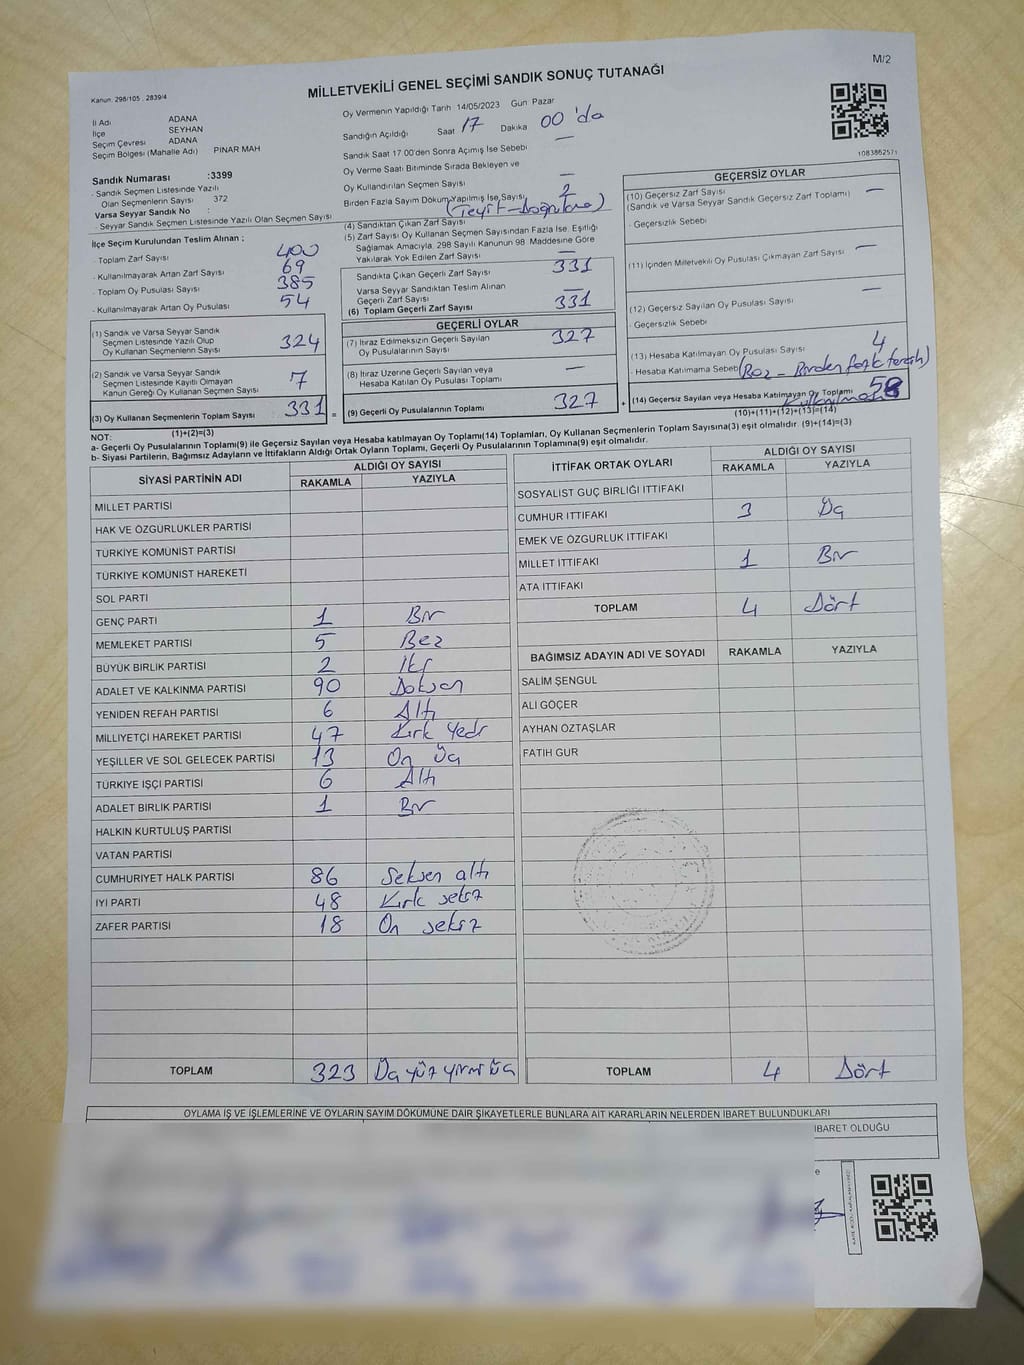 M/2
MİLLETVEKİLİ GENEL SEÇİMİ SANDIK SONUÇ TUTANAĞI
Kanun: 298/105 , 2839/4
İl Adı ADANA
İlçe SEYHAN
Seçim Çevresi ADANA
Seçim Bölgesi (Mahalle Adı) PINAR MAH
Sandık Numarası :3399
- Sandık Seçmen Listesinde Yazılı
Olan Seçmenlerin Sayısı 372
Varsa Seyyar Sandık No :
- Seyyar Sandık Seçmen Listesinde Yazılı Olan Seçmen Sayısı
İlçe Seçim Kurulundan Teslim Alınan ;
- Toplam Zarf Sayısı 400
- Kullanılmayarak Artan Zarf Sayısı 69
- Toplam Oy Pusulası Sayısı 385
- Kullanılmayarak Artan Oy Pusulası 54
(1) Sandık ve Varsa Seyyar Sandık
Seçmen Listesinde Yazılı Olup
Oy Kullanan Seçmenlerin Sayısı 324
(2) Sandık ve Varsa Seyyar Sandık
Seçmen Listesinde Kayıtlı Olmayan
Kanun Gereği Oy Kullanan Seçmen Sayısı 7
(3) Oy Kullanan Seçmenlerin Toplam Sayısı 331 =
(1)+(2)=(3)
Oy Vermenin Yapıldığı Tarih 14/05/2023 Gün Pazar
Sandığın Açıldığı Saat 17 Dakika 00 'da
Sandık Saat 17:00'den Sonra Açılmış İse Sebebi —
Oy Verme Saati Bitiminde Sırada Bekleyen ve
Oy Kullandırılan Seçmen Sayısı —
Birden Fazla Sayım Döküm Yapılmış İse Sayısı 2
(4) Sandıktan Çıkan Zarf Sayısı
(5) Zarf Sayısı Oy Kullanan Seçmen Sayısından Fazla İse, Eşitliği
Sağlamak Amacıyla, 298 Sayılı Kanunun 98. Maddesine Göre
Yakılarak Yok Edilen Zarf Sayısı —
Sandıkta Çıkan Geçerli Zarf Sayısı 331
Varsa Seyyar Sandıktan Teslim Alınan
Geçerli Zarf Sayısı —
(6) Toplam Geçerli Zarf Sayısı 331
GEÇERLİ OYLAR
(7) İtiraz Edilmeksizin Geçerli Sayılan
Oy Pusulalarının Sayısı 327
(8) İtiraz Üzerine Geçerli Sayılan veya
Hesaba Katılan Oy Pusulası Toplamı —
(9) Geçerli Oy Pusulalarının Toplamı 327 +
1083862571
GEÇERSİZ OYLAR
(10) Geçersiz Zarf Sayısı
(Sandık ve Varsa Seyyar Sandık Geçersiz Zarf Toplamı) —
- Geçersizlik Sebebi
(11) İçinden Milletvekili Oy Pusulası Çıkmayan Zarf Sayısı —
(12) Geçersiz Sayılan Oy Pusulası Sayısı —
- Geçersizlik Sebebi
(13) Hesaba Katılmayan Oy Pusulası Sayısı 4
- Hesaba Katılmama Sebebi
(14) Geçersiz Sayılan veya Hesaba Katılmayan Oy Toplamı
(10)+(11)+(12)+(13)=(14)
NOT:
a- Geçerli Oy Pusulalarının Toplamı(9) ile Geçersiz Sayılan veya Hesaba katılmayan Oy Toplamı(14) Toplamları, Oy Kullanan Seçmenlerin Toplam Sayısına(3) eşit olmalıdır. (9)+(14)=(3)
b- Siyasi Partilerin, Bağımsız Adayların ve İttifakların Aldığı Ortak Oyların Toplamı, Geçerli Oy Pusulalarının Toplamına(9) eşit olmalıdır.
SİYASİ PARTİNİN ADI ALDIĞI OY SAYISI
RAKAMLA YAZIYLA
MİLLET PARTİSİ
HAK VE ÖZGÜRLÜKLER PARTİSİ
TÜRKİYE KOMÜNİST PARTİSİ
TÜRKİYE KOMÜNİST HAREKETİ
SOL PARTİ
GENÇ PARTİ 1 Bir
MEMLEKET PARTİSİ 5 Beş
BÜYÜK BİRLİK PARTİSİ 2 İki
ADALET VE KALKINMA PARTİSİ 90 Doksan
YENİDEN REFAH PARTİSİ 6 Altı
MİLLİYETÇİ HAREKET PARTİSİ 47 Kırk yedi
YEŞİLLER VE SOL GELECEK PARTİSİ 13 On Üç
TÜRKİYE İŞÇİ PARTİSİ 6 Altı
ADALET BİRLİK PARTİSİ 1 Bir
HALKIN KURTULUŞ PARTİSİ
VATAN PARTİSİ
CUMHURİYET HALK PARTİSİ 86 Seksen altı
İYİ PARTİ 48 Kırk sekiz
ZAFER PARTİSİ 18 On sekiz
TOPLAM 323 Üç yüz yirmi üç
İTTİFAK ORTAK OYLARI ALDIĞI OY SAYISI
RAKAMLA YAZIYLA
SOSYALİST GÜÇ BİRLİĞİ İTTİFAKI
CUMHUR İTTİFAKI 3 Üç
EMEK VE ÖZGÜRLÜK İTTİFAKI
MİLLET İTTİFAKI 1 Bir
ATA İTTİFAKI
TOPLAM 4 Dört
BAĞIMSIZ ADAYIN ADI VE SOYADI RAKAMLA YAZIYLA
SALİM ŞENGÜL
ALİ GÖÇER
AYHAN ÖZTAŞLAR
FATİH GÜR
TOPLAM 4 Dört
OYLAMA İŞ VE İŞLEMLERİNE VE OYLARIN SAYIM DÖKÜMÜNE DAİR ŞİKAYETLERLE BUNLARA AİT KARARLARIN NELERDEN İBARET BULUNDUKLARI
İBARET OLDUĞU